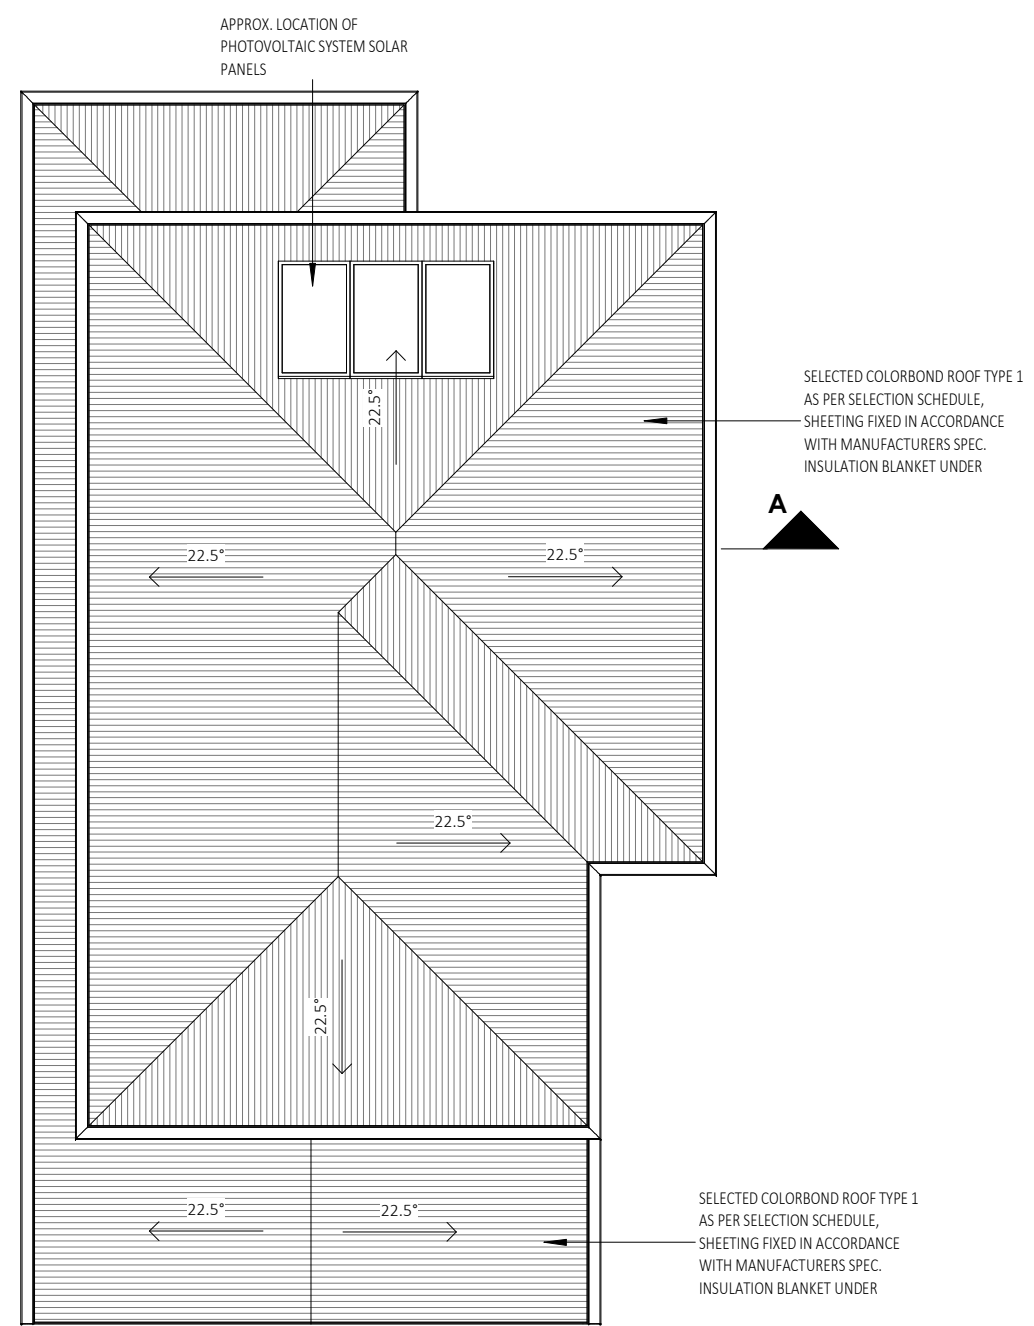 APPROX. LOCATION OF
PHOTOVOLTAIC SYSTEM SOLAR
PANELS
22.5°
SELECTED COLORBOND ROOF TYPE 1
AS PER SELECTION SCHEDULE,
SHEETING FIXED IN ACCORDANCE
WITH MANUFACTURERS SPEC.
INSULATION BLANKET UNDER
A
22.5°
22.5°
22.5°
22.5°
22.5°
22.5°
SELECTED COLORBOND ROOF TYPE 1
AS PER SELECTION SCHEDULE,
SHEETING FIXED IN ACCORDANCE
WITH MANUFACTURERS SPEC.
INSULATION BLANKET UNDER